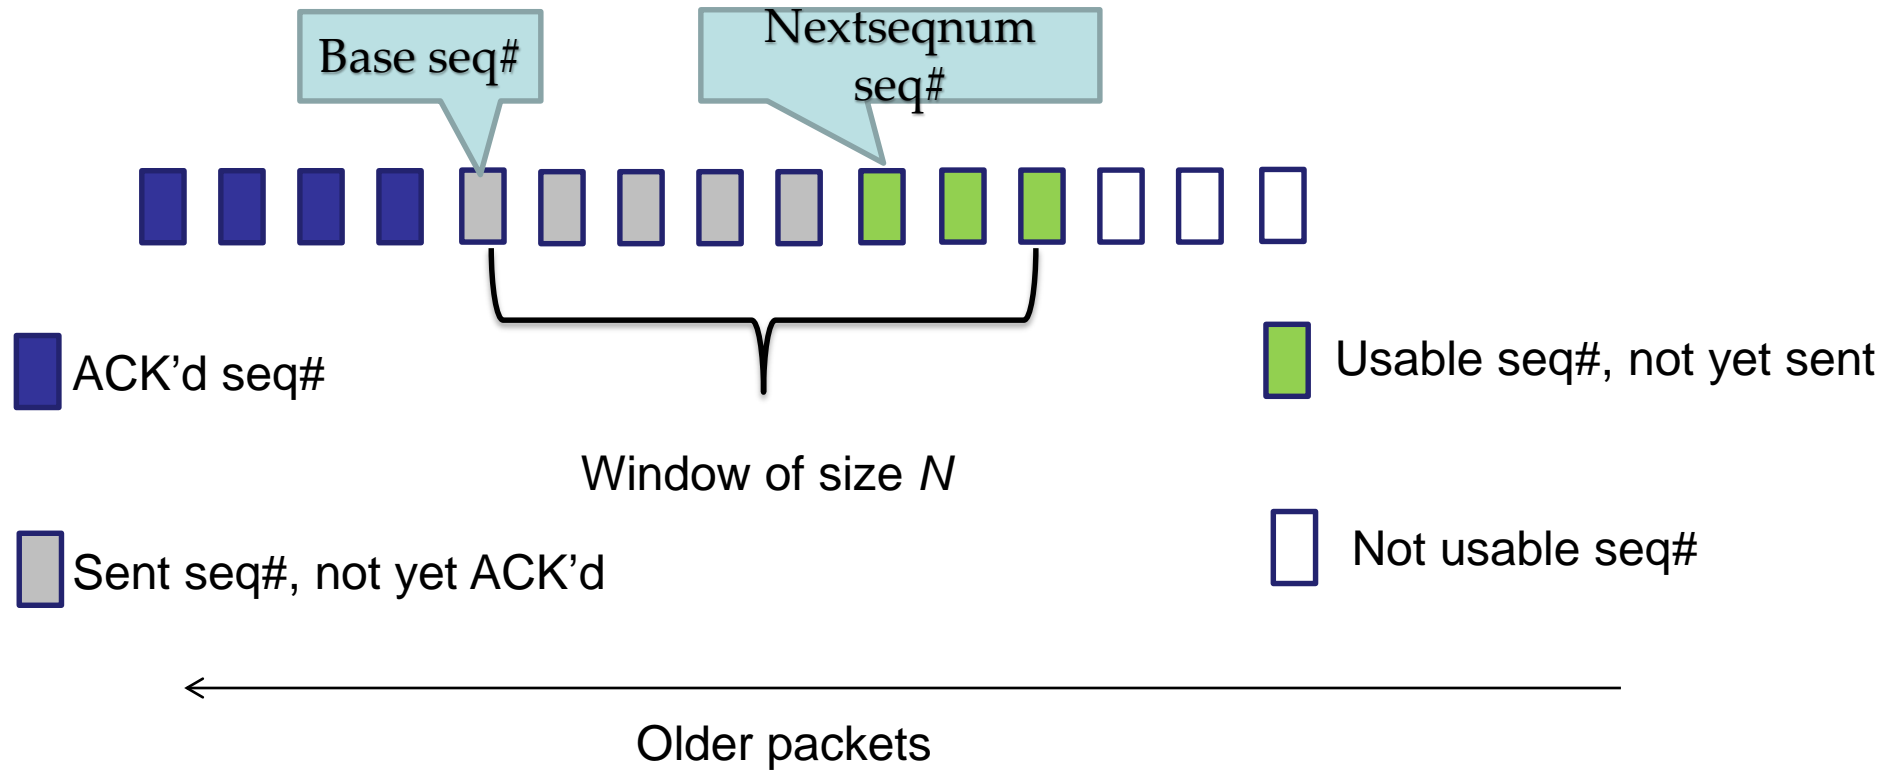 Base seq#
Nextseqnum
seq#
ACK’d seq#
Usable seq#, not yet sent
Window of size N
Sent seq#, not yet ACK’d
Not usable seq#
Older packets